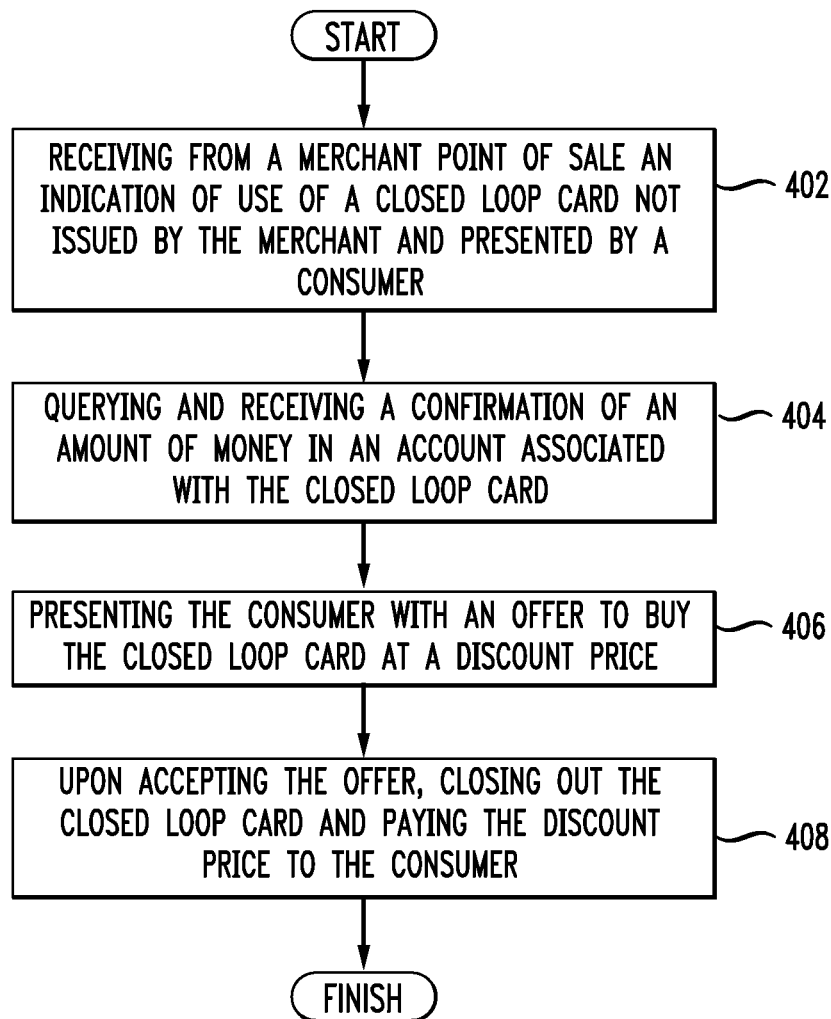 START
RECEIVING FROM A MERCHANT POINT OF SALE AN
INDICATION OF USE OF A CLOSED LOOP CARD NOT
ISSUED BY THE MERCHANT AND PRESENTED BY A
CONSUMER
402
QUERYING AND RECEIVING A CONFIRMATION OF AN
AMOUNT OF MONEY IN AN ACCOUNT ASSOCIATED
WITH THE CLOSED LOOP CARD
404
PRESENTING THE CONSUMER WITH AN OFFER TO BUY
THE CLOSED LOOP CARD AT A DISCOUNT PRICE
406
UPON ACCEPTING THE OFFER, CLOSING OUT THE
CLOSED LOOP CARD AND PAYING THE DISCOUNT
PRICE TO THE CONSUMER
408
FINISH